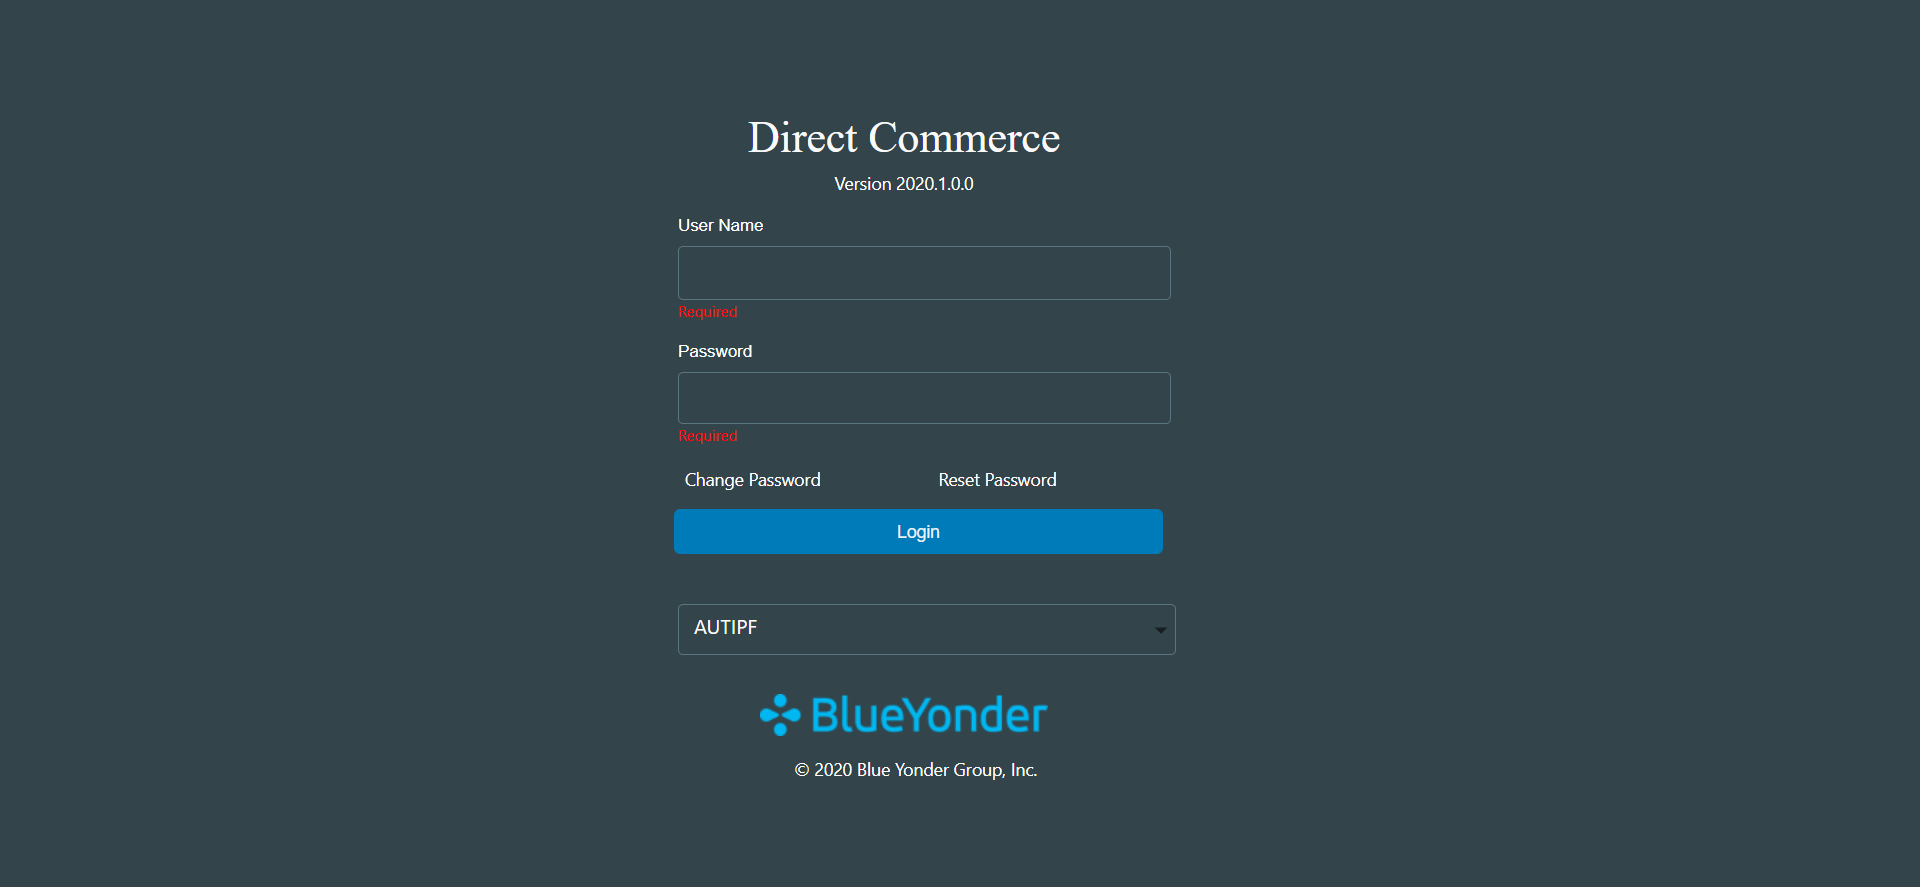 Direct Commerce
Version 2020.1.0.0
User Name
Required
Password
Required
Change Password Reset Password
Login
AUTIPF
BlueYonder
© 2020 Blue Yonder Group, Inc.